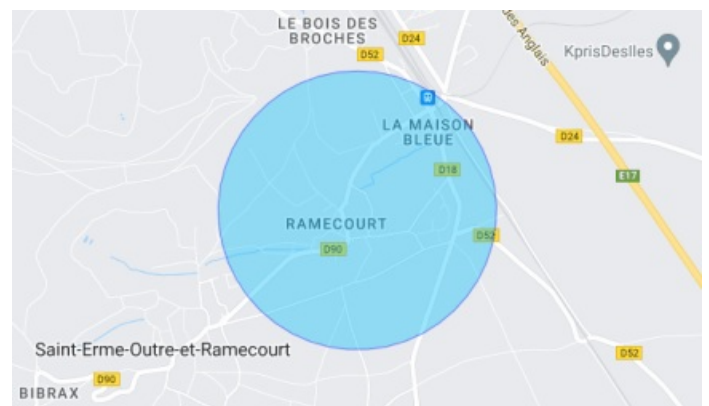 LE BOIS DES
BROCHES
D24
D52
des Anglais
KprisDesIles
LA MAISON
BLEUE
D24
D18
E17
RAMECOURT
D52
D90
Saint-Erme-Outre-et-Ramecourt
D52
D90
BIBRAX